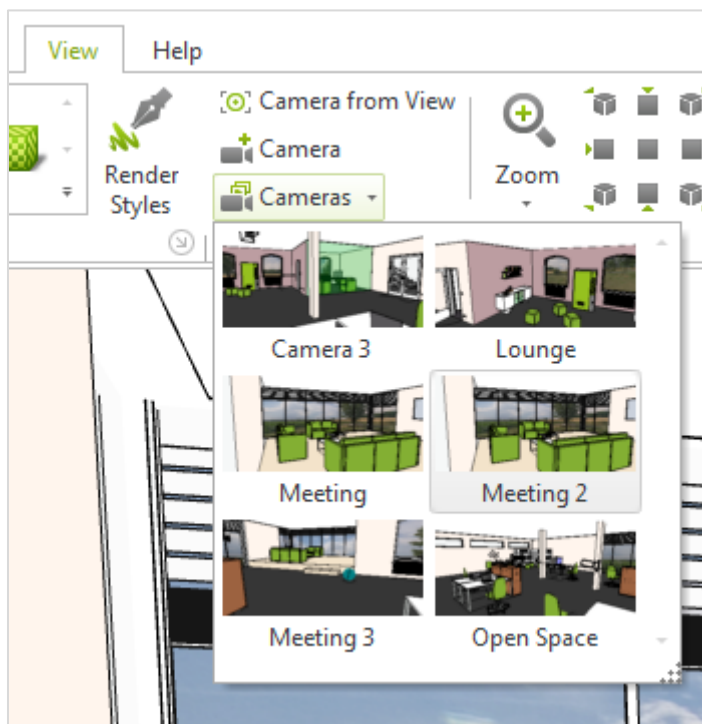 View
Help
Camera from View
Camera
Cameras
Render
Styles
Zoom
Camera 3
Lounge
Meeting
Meeting 2
Meeting 3
Open Space